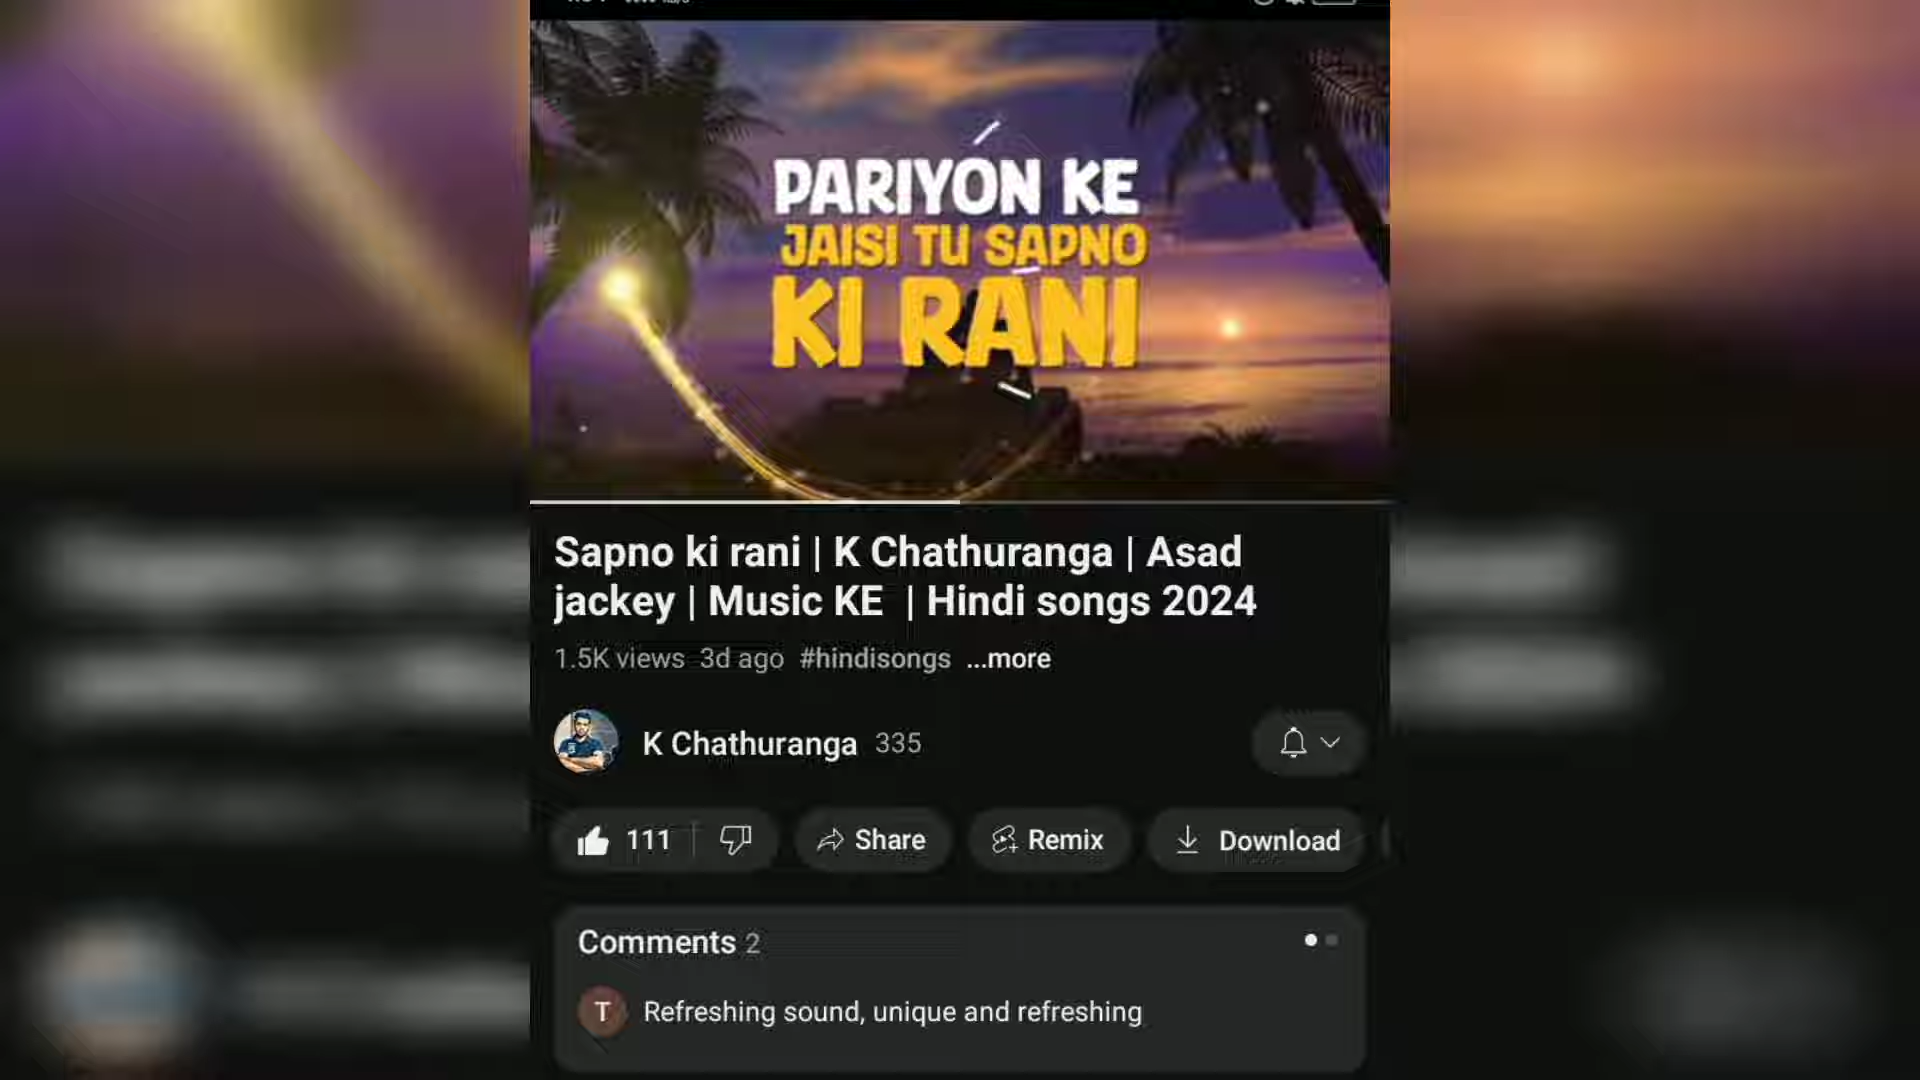 PARIYON KE
JAISI TU SAPNO
KI RANI
Sapno ki rani | K Chathuranga | Asad
jackey | Music KE | Hindi songs 2024
1.5K views 3d ago #hindisongs ...more
K Chathuranga 335
111 Share Remix Download
Comments 2
T Refreshing sound, unique and refreshing